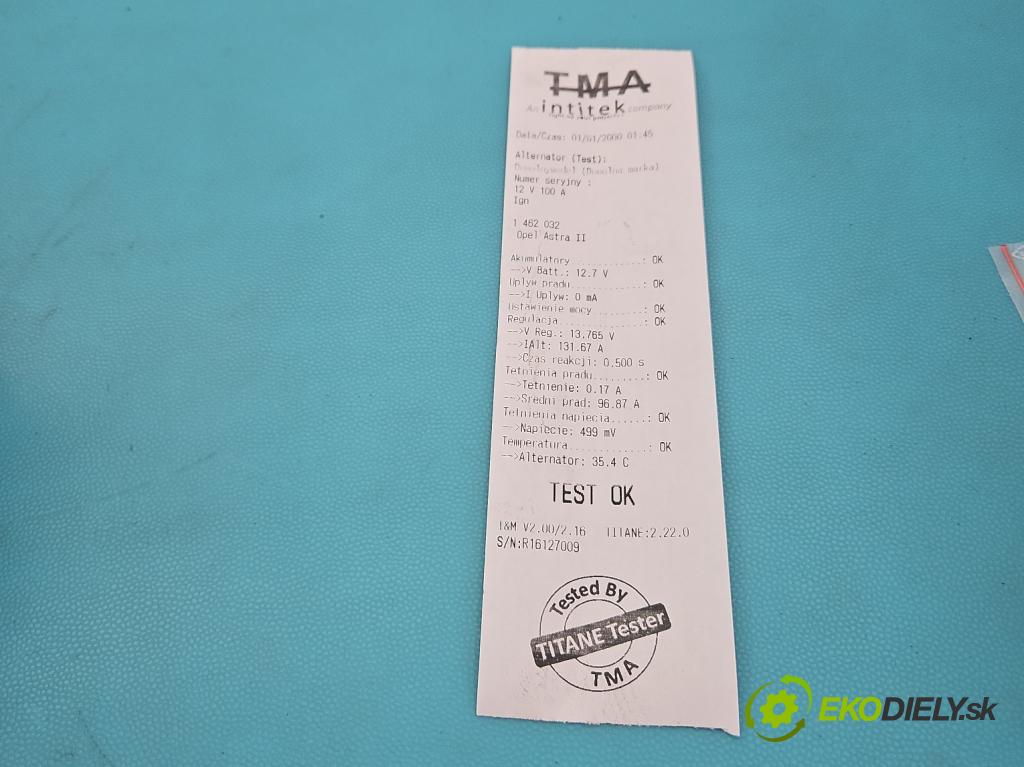 TMA
An intitek company
Data/Czas: 01/01/2000 01:45
Alternator (Test):
(Dowolna marka)
Numer seryjny :
12 V 100 A
Ign
1 462 032
Opel Astra II
Akumulatory..........: OK
-->V Batt.: 12.7 V
Uplyw pradu..........: OK
-->I Uplyw: 0 mA
Ustawienie mocy......: OK
Regulacja............: OK
-->V Reg.: 13.765 V
-->IAlt: 131.67 A
-->Czas reakcji: 0.500 s
Tetnienia pradu........: OK
-->Tetnienie: 0.17 A
-->Sredni prad: 96.87 A
Tetnienia napiecia.....: OK
-->Napiecie: 499 mV
Temperatura............: OK
-->Alternator: 35.4 C
TEST OK
T&M V2.00/2.16 TITANE:2.22.0
S/N:R16127009
Tested By
TITANE Tester
TMA
EKODIELY.sk